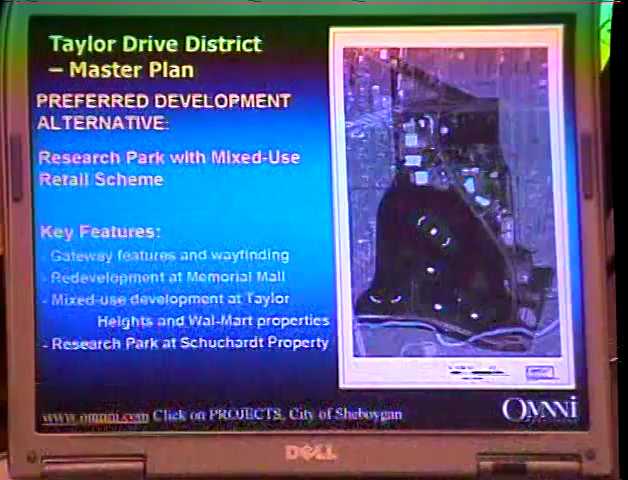 Taylor Drive District
– Master Plan
PREFERRED DEVELOPMENT
ALTERNATIVE:
Research Park with Mixed-Use
Retail Scheme
Key Features:
- Gateway features and wayfinding
- Redevelopment at Memorial Mall
- Mixed-use development at Taylor
Heights and Wal-Mart properties
- Research Park at Schuchardt Property
www.omnni.com Click on PROJECTS, City of Sheboygan
OMNNI
DELL